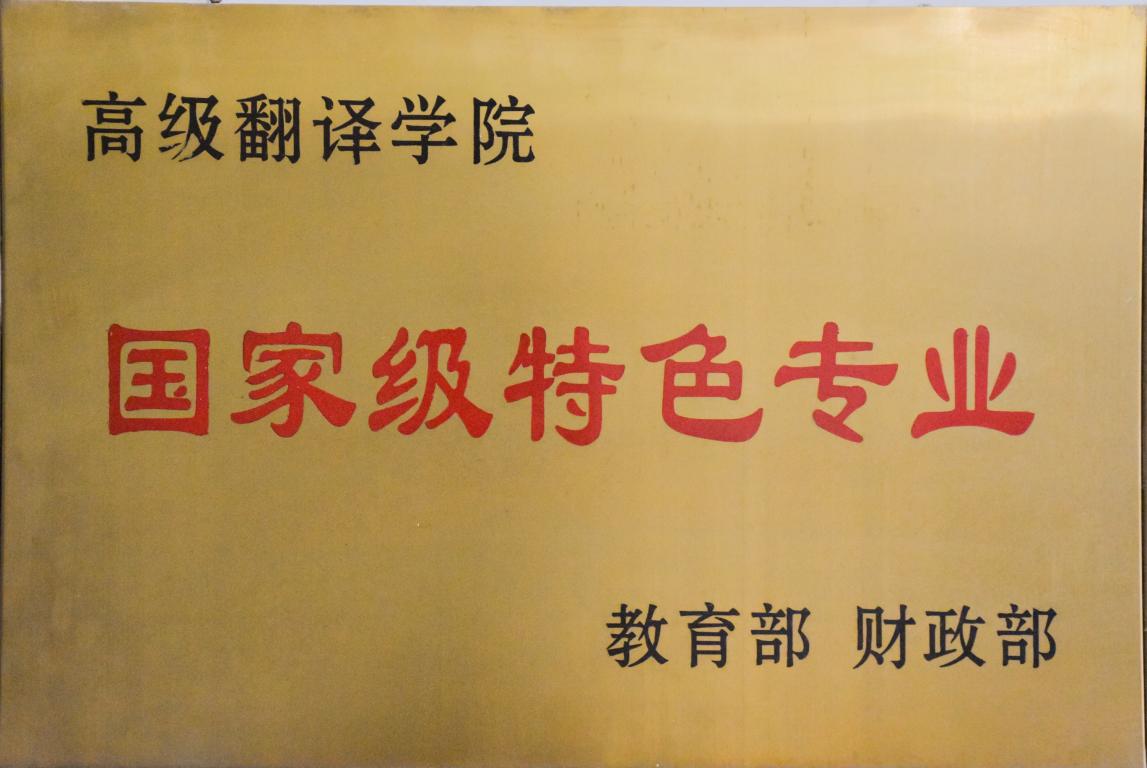 高级翻译学院
国家级特色专业
教育部 财政部